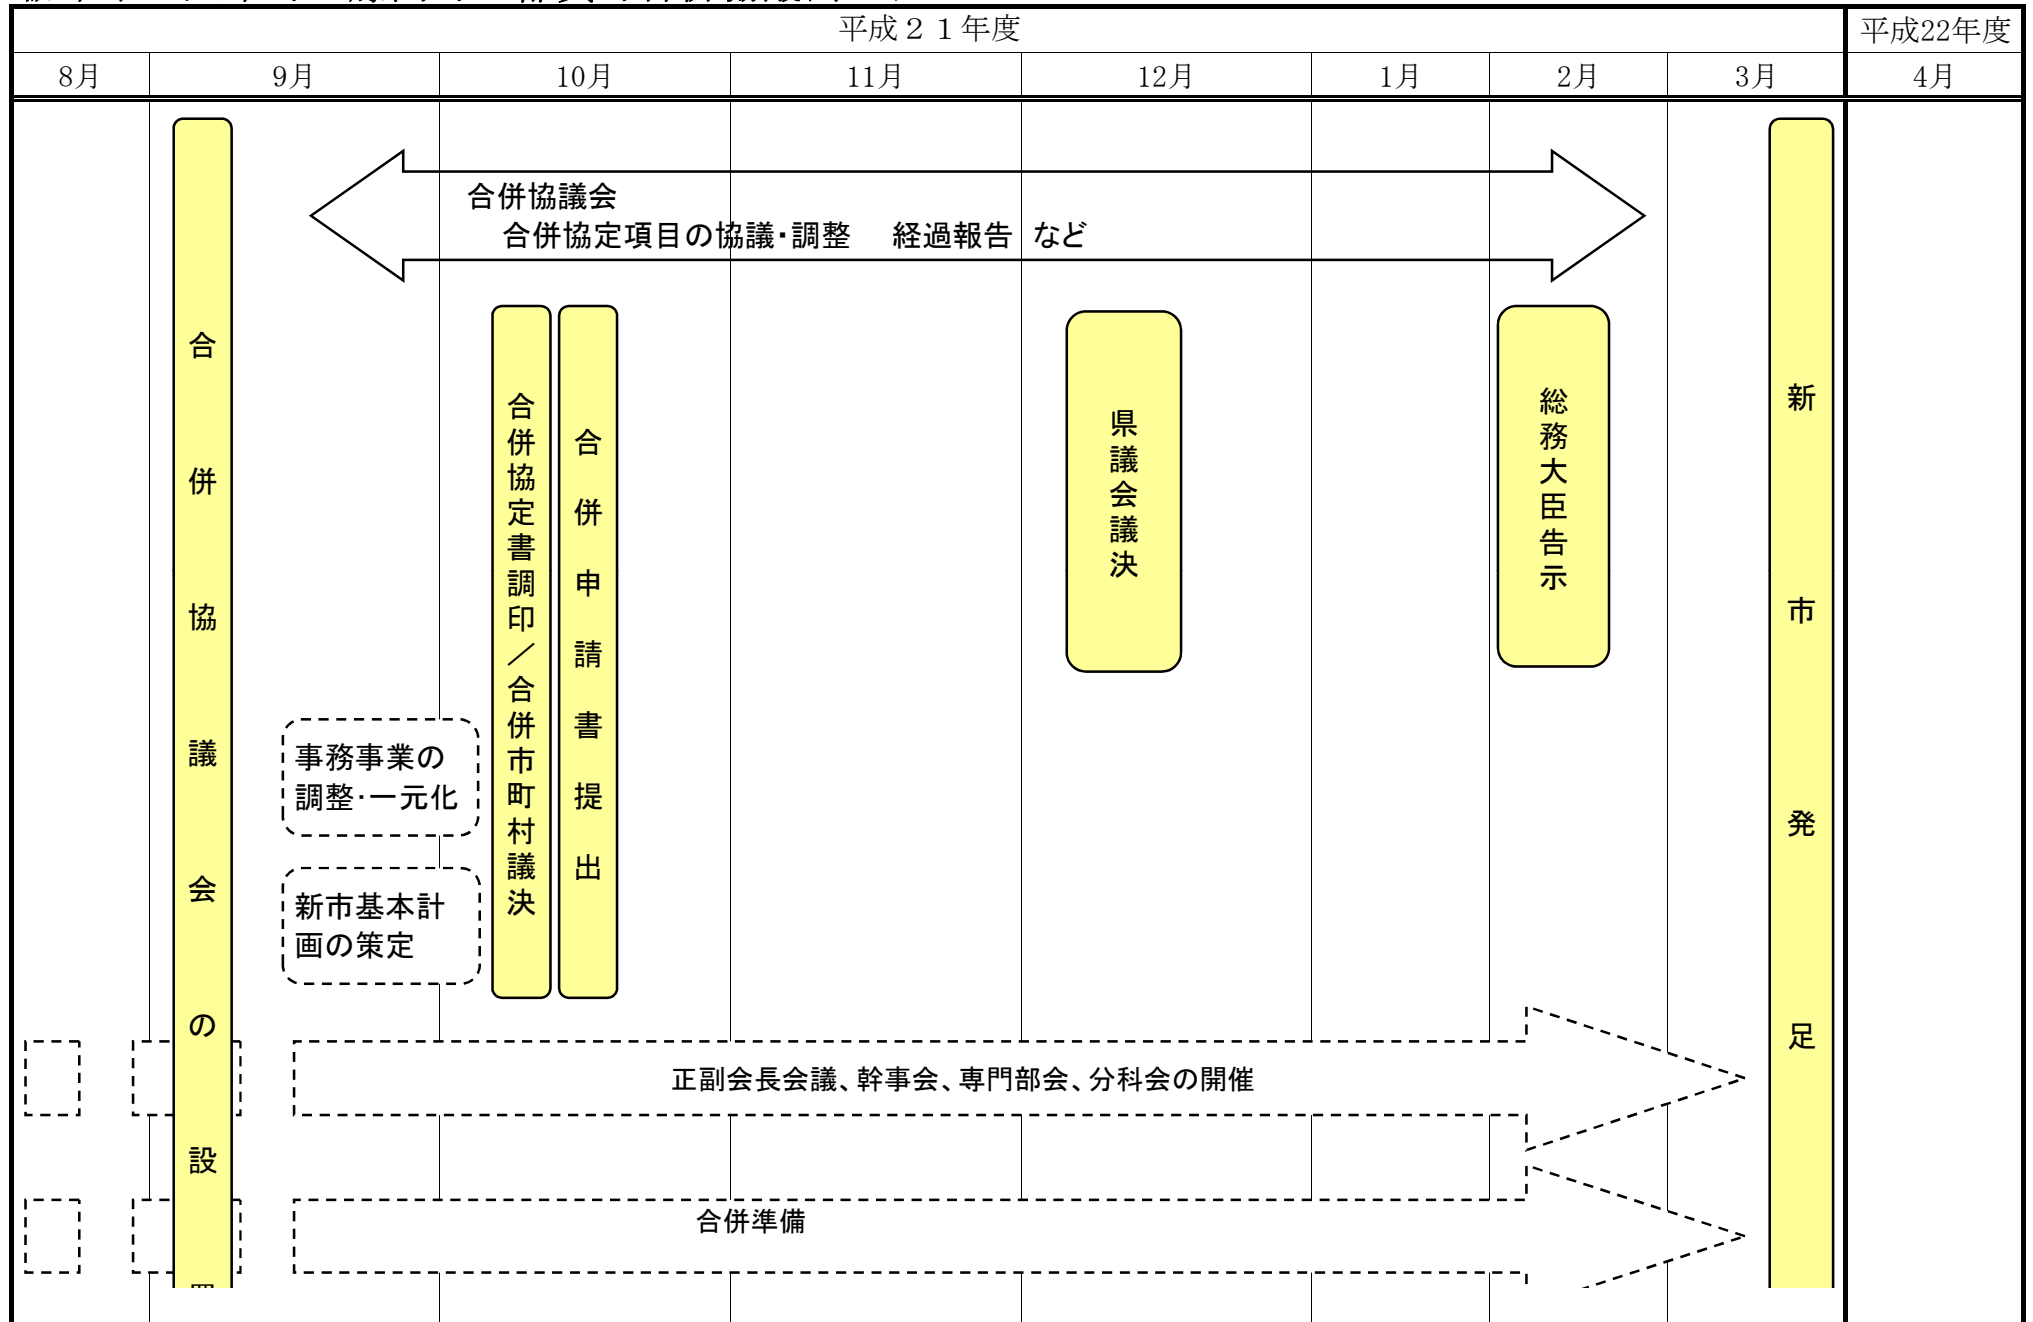 平成２１年度
平成22年度
8月
9月
10月
11月
12月
1月
2月
3月
4月
合併協議会の設
合併協議会
合併協定項目の協議・調整　経過報告 など
事務事業の
調整・一元化
新市基本計
画の策定
合併協定書調印／合併市町村議決
合併申請書提出
県議会議決
総務大臣告示
新市発足
正副会長会議、幹事会、専門部会、分科会の開催
合併準備